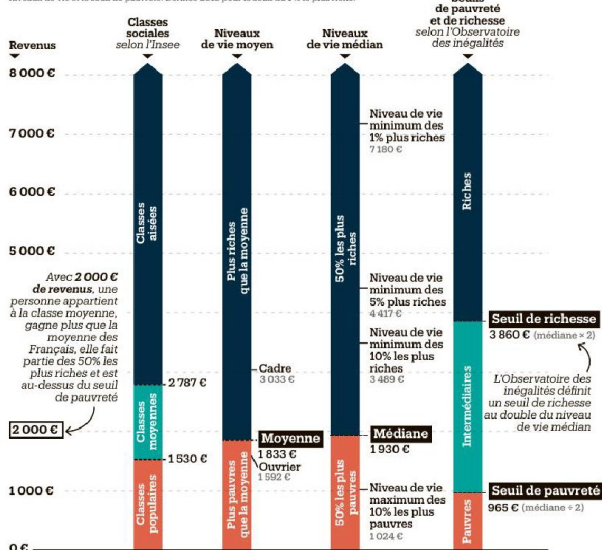 de pauvreté
et de richesse
selon l'Observatoire
des inégalités
Classes
sociales
selon l'Insee
Niveaux
de vie moyen
Niveaux
de vie médian
Revenus
8 000 €
7 000 €
6 000 €
5 000 €
2 000 €
1 000 €
0 €
Avec 2 000 €
de revenus, une
personne appartient
à la classe moyenne,
gagne plus que la
moyenne des
Français, elle fait
partie des 50% les
plus riches et est
au-dessus du seuil
de pauvreté
Classes
aisées
2 787 €
Classes
moyennes
1 530 €
Classes
populaires
Plus riches
que la moyenne
Cadre
3 033 €
Moyenne
1 833 €
Ouvrier
1 592 €
Plus pauvres
que la moyenne
50% les plus
riches
Niveau de vie
minimum des
1% plus riches
7 180 €
Niveau de vie
minimum des
5% plus riches
4 417 €
Niveau de vie
minimum des
10% les plus
riches
3 489 €
Médiane
1 930 €
50% les plus
pauvres
Niveau de vie
maximum des
10% les plus
pauvres
1 024 €
Riches
Seuil de richesse
3 860 € (médiane × 2)
L'Observatoire des
inégalités définit
un seuil de richesse
au double du niveau
de vie médian
Intermédiaires
Seuil de pauvreté
965 € (médiane ÷ 2)
Pauvres